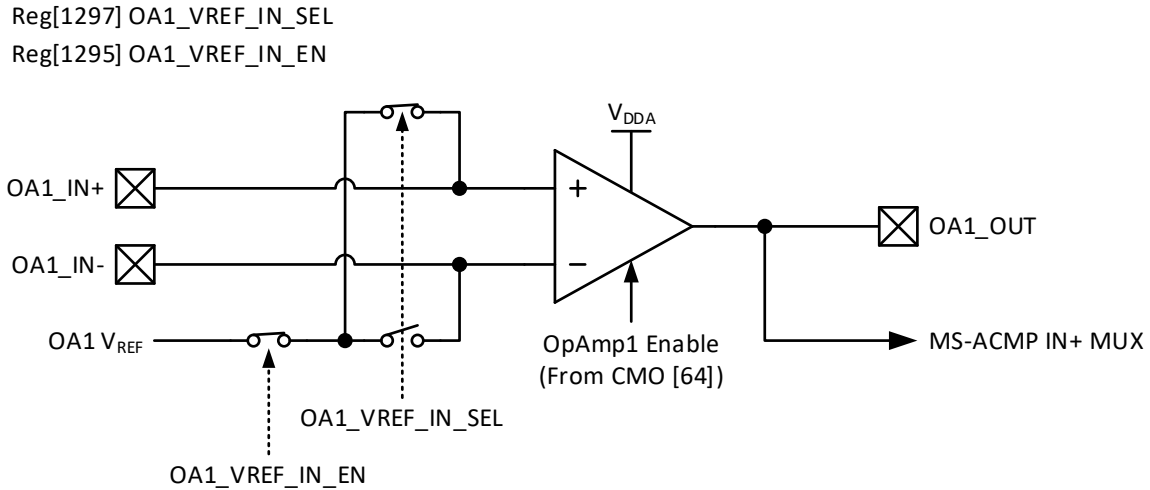 Reg[1297] OA1_VREF_IN_SEL
Reg[1295] OA1_VREF_IN_EN
VDDA
OA1_IN+
+
OA1_OUT
OA1_IN-
−
OA1 VREF
OpAmp1 Enable
(From CMO [64])
MS-ACMP IN+ MUX
OA1_VREF_IN_SEL
OA1_VREF_IN_EN